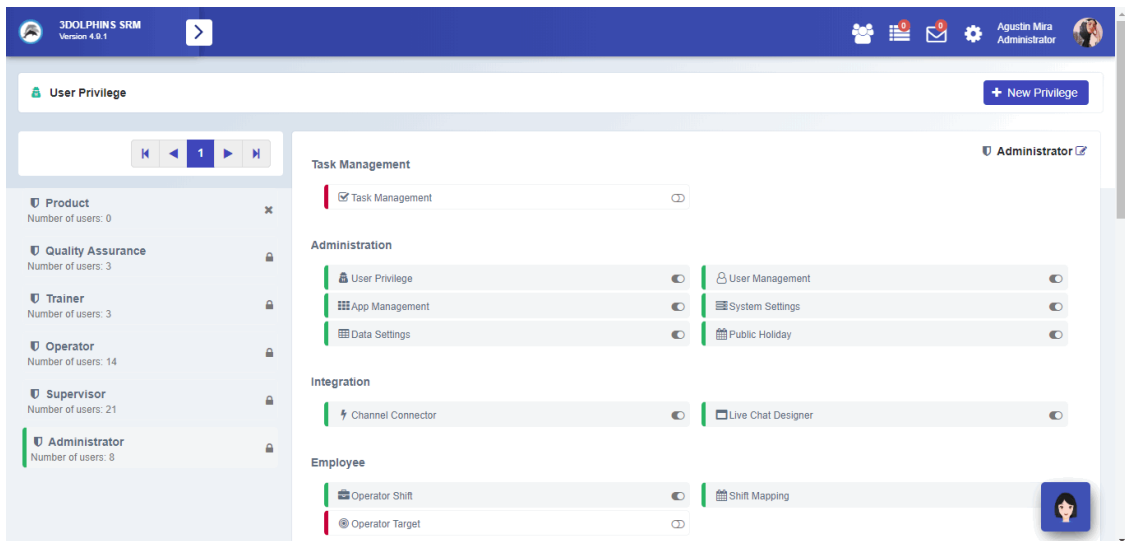 3DOLPHINS SRM
Version 4.9.1
0
0
Agustin Mira
Administrator
User Privilege
New Privilege
1
Administrator
Product
Number of users: 0
Quality Assurance
Number of users: 3
Trainer
Number of users: 3
Operator
Number of users: 14
Supervisor
Number of users: 21
Administrator
Number of users: 8
Task Management
Task Management
Administration
User Privilege
User Management
App Management
System Settings
Data Settings
Public Holiday
Integration
Channel Connector
Live Chat Designer
Employee
Operator Shift
Shift Mapping
Operator Target